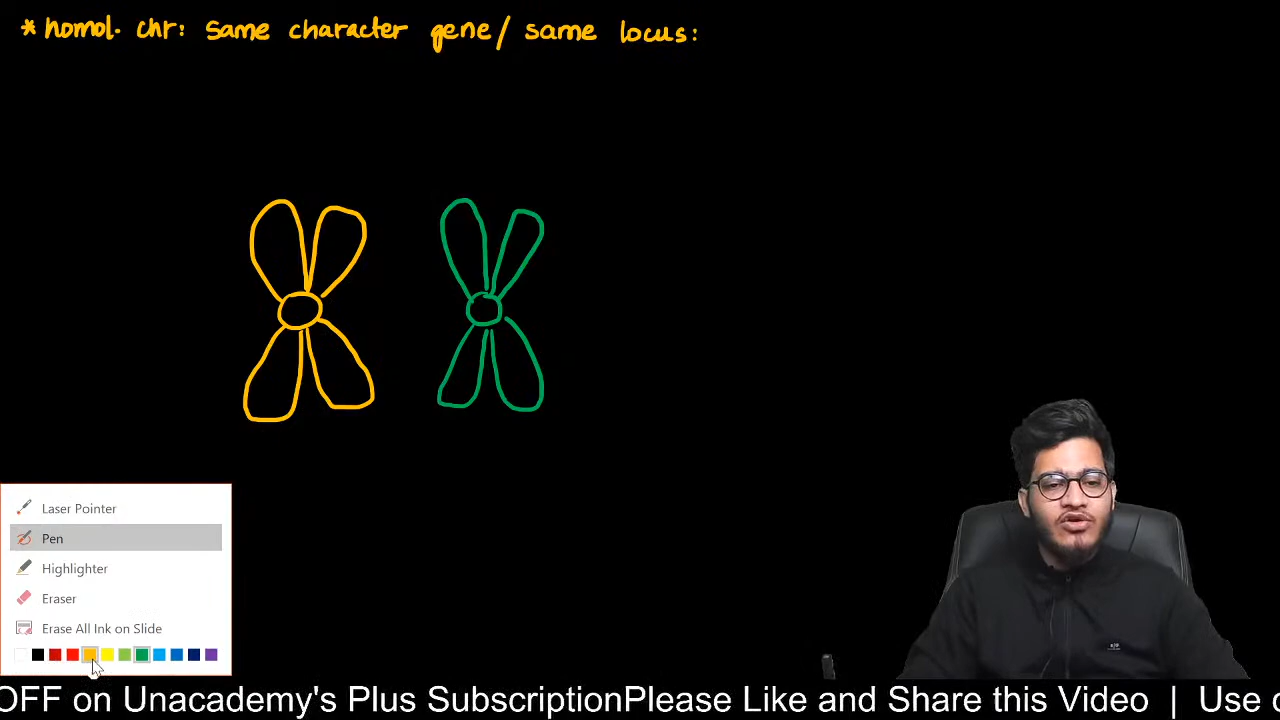 * homol. chr: Same character gene/ same locus:
Laser Pointer
Pen
Highlighter
Eraser
Erase All Ink on Slide
OFF on Unacademy's Plus SubscriptionPlease Like and Share this Video | Use